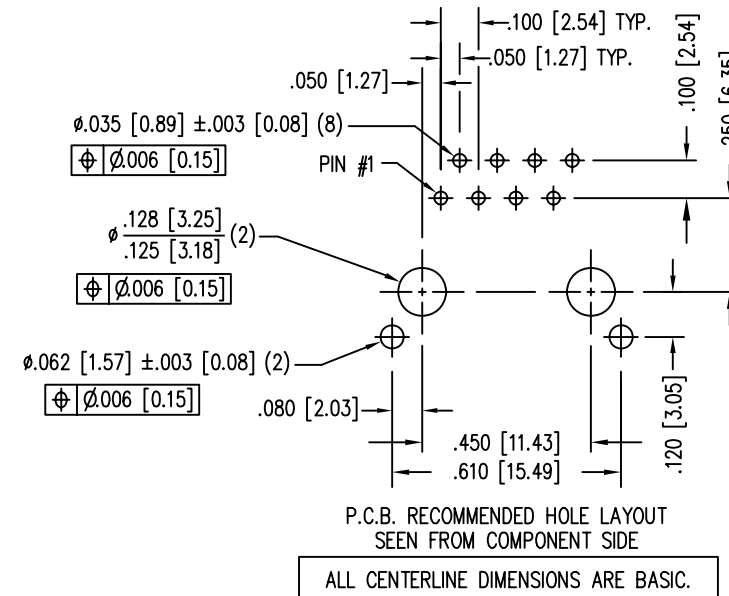 .100 [2.54] TYP.
.050 [1.27] TYP.
.050 [1.27]
.100 [2.54]
.250 [6.35]
ø.035 [0.89] ±.003 [0.08] (8)
⌖ Ø.006 [0.15]
PIN #1
ø .128 [3.25]
.125 [3.18] (2)
⌖ Ø.006 [0.15]
ø.062 [1.57] ±.003 [0.08] (2)
⌖ Ø.006 [0.15]
.080 [2.03]
.450 [11.43]
.610 [15.49]
.120 [3.05]
P.C.B. RECOMMENDED HOLE LAYOUT
SEEN FROM COMPONENT SIDE
ALL CENTERLINE DIMENSIONS ARE BASIC.